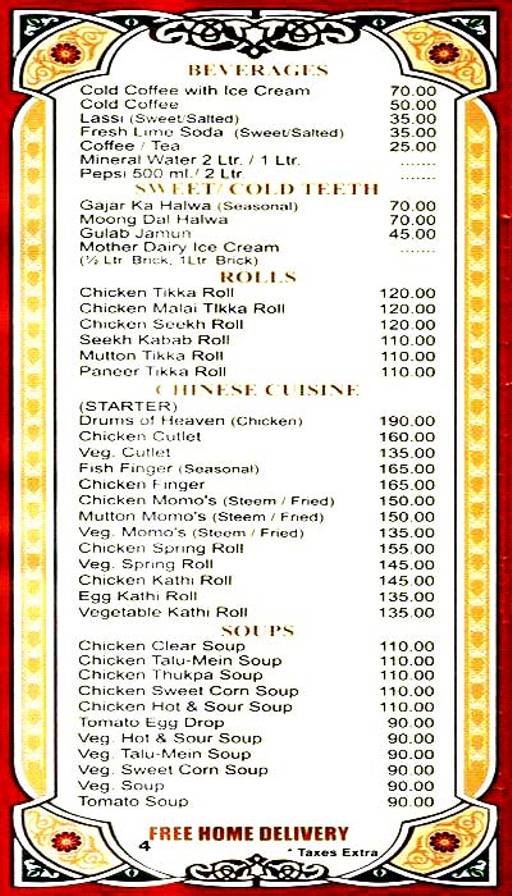 BEVERAGES
Cold Coffee with Ice Cream 70.00
Cold Coffee 50.00
Lassi (Sweet/Salted) 35.00
Fresh Lime Soda (Sweet/Salted) 35.00
Coffee / Tea 25.00
Mineral Water 2 Ltr. / 1 Ltr. .......
Pepsi 500 ml./ 2 Ltr. .......
SWEET/ COLD TEETH
Gajar Ka Halwa (Seasonal) 70.00
Moong Dal Halwa 70.00
Gulab Jamun 45.00
Mother Dairy Ice Cream .......
(½ Ltr. Brick, 1Ltr. Brick)
ROLLS
Chicken Tikka Roll 120.00
Chicken Malai TIkka Roll 120.00
Chicken Seekh Roll 120.00
Seekh Kabab Roll 110.00
Mutton Tikka Roll 110.00
Paneer Tikka Roll 110.00
CHINESE CUISINE
(STARTER)
Drums of Heaven (Chicken) 190.00
Chicken Cutlet 160.00
Veg. Cutlet 135.00
Fish Finger (Seasonal) 165.00
Chicken Finger 165.00
Chicken Momo's (Steem / Fried) 150.00
Mutton Momo's (Steem / Fried) 150.00
Veg. Momo's (Steem / Fried) 135.00
Chicken Spring Roll 155.00
Veg. Spring Roll 145.00
Chicken Kathi Roll 145.00
Egg Kathi Roll 135.00
Vegetable Kathi Roll 135.00
SOUPS
Chicken Clear Soup 110.00
Chicken Talu-Mein Soup 110.00
Chicken Thukpa Soup 110.00
Chicken Sweet Corn Soup 110.00
Chicken Hot & Sour Soup 110.00
Tomato Egg Drop 90.00
Veg. Hot & Sour Soup 90.00
Veg. Talu-Mein Soup 90.00
Veg. Sweet Corn Soup 90.00
Veg. Soup 90.00
Tomato Soup 90.00
FREE HOME DELIVERY
4
* Taxes Extra